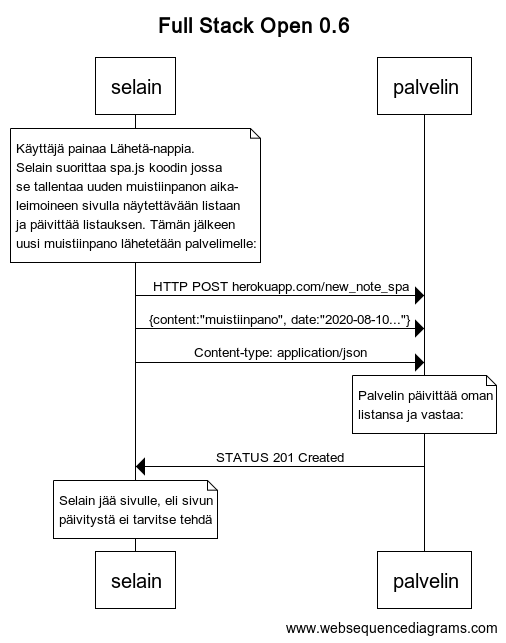 Full Stack Open 0.6
selain
palvelin
Käyttäjä painaa Lähetä-nappia.
Selain suorittaa spa.js koodin jossa
se tallentaa uuden muistiinpanon aika-
leimoineen sivulla näytettävään listaan
ja päivittää listauksen. Tämän jälkeen
uusi muistiinpano lähetetään palvelimelle:
HTTP POST herokuapp.com/new_note_spa
{content:"muistiinpano", date:"2020-08-10..."}
Content-type: application/json
Palvelin päivittää oman
listansa ja vastaa:
STATUS 201 Created
Selain jää sivulle, eli sivun
päivitystä ei tarvitse tehdä
selain
palvelin
www.websequencediagrams.com